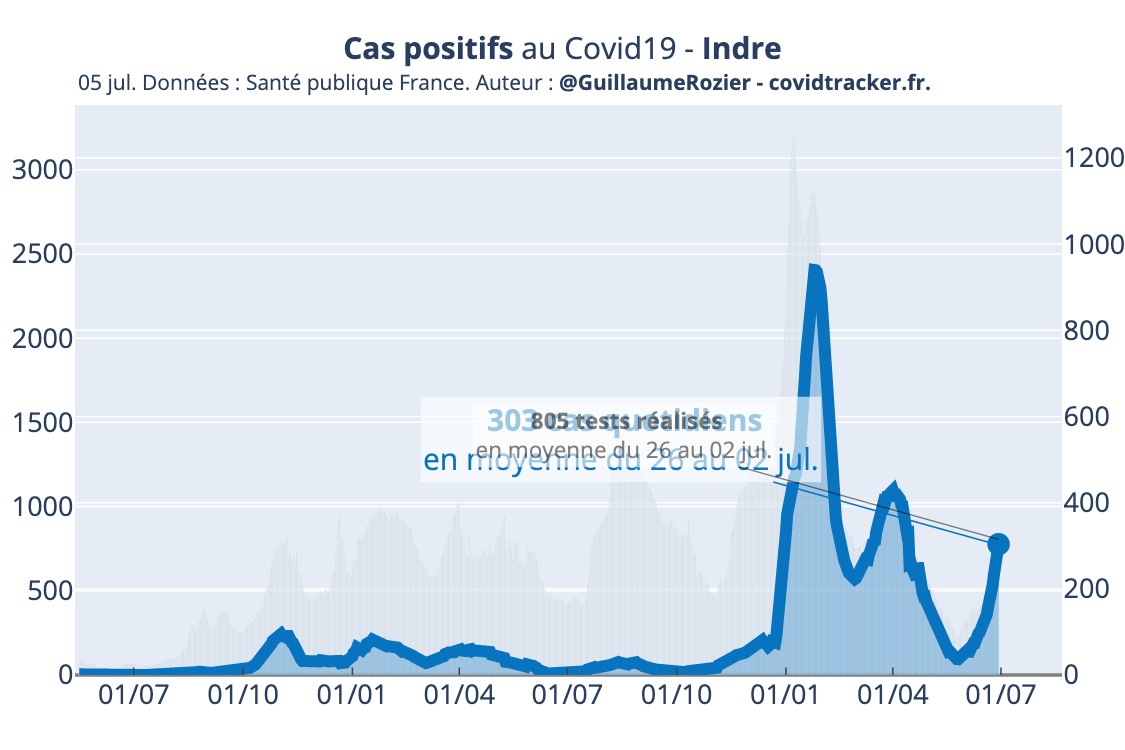 Cas positifs au Covid19 - Indre
05 jul. Données : Santé publique France. Auteur : @GuillaumeRozier - covidtracker.fr.
3000
2500
2000
1500
1000
500
0
1200
1000
800
600
400
200
0
303 cas quotidiens
en moyenne du 26 au 02 jul.
805 tests réalisés
en moyenne du 26 au 02 jul.
01/07 01/10 01/01 01/04 01/07 01/10 01/01 01/04 01/07